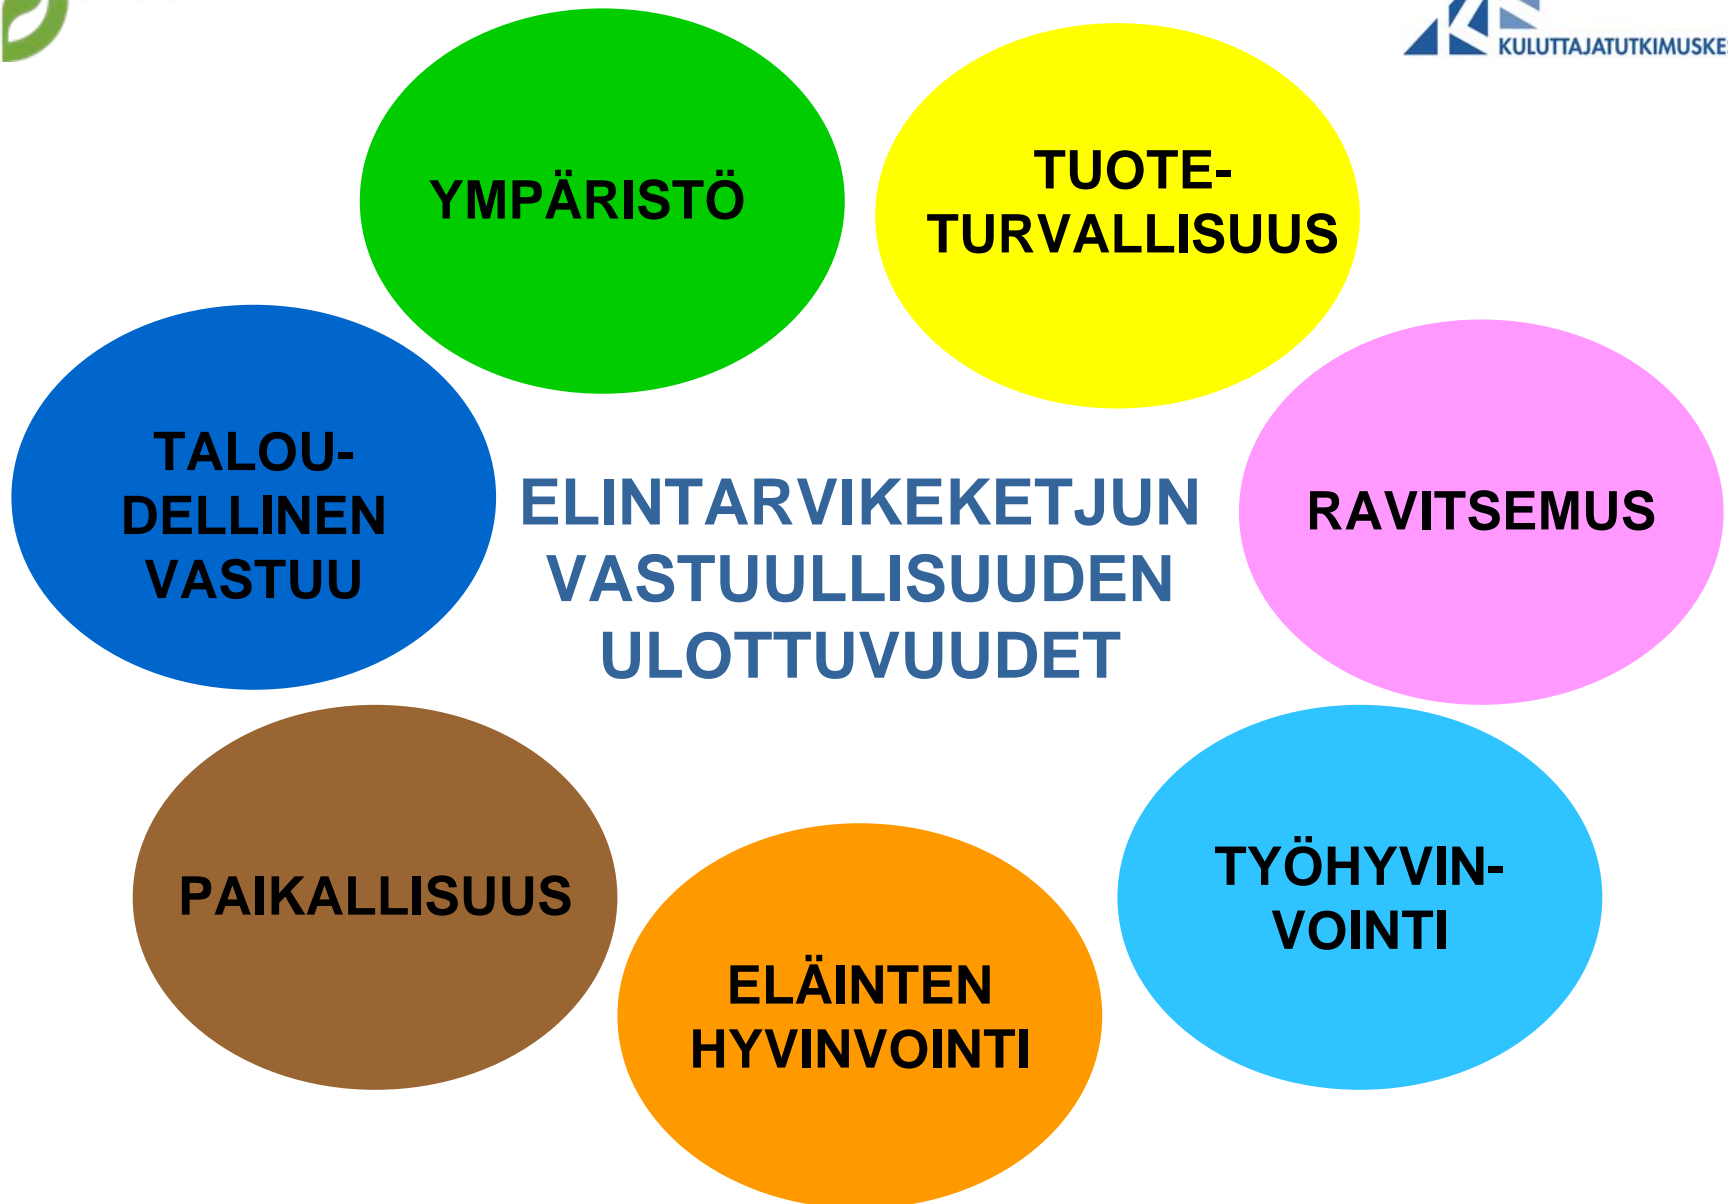 KULUTTAJATUTKIMUSKE
YMPÄRISTÖ
TUOTE-
TURVALLISUUS
TALOU-
DELLINEN
VASTUU
ELINTARVIKEKETJUN
VASTUULLISUUDEN
ULOTTUVUUDET
RAVITSEMUS
PAIKALLISUUS
TYÖHYVIN-
VOINTI
ELÄINTEN
HYVINVOINTI